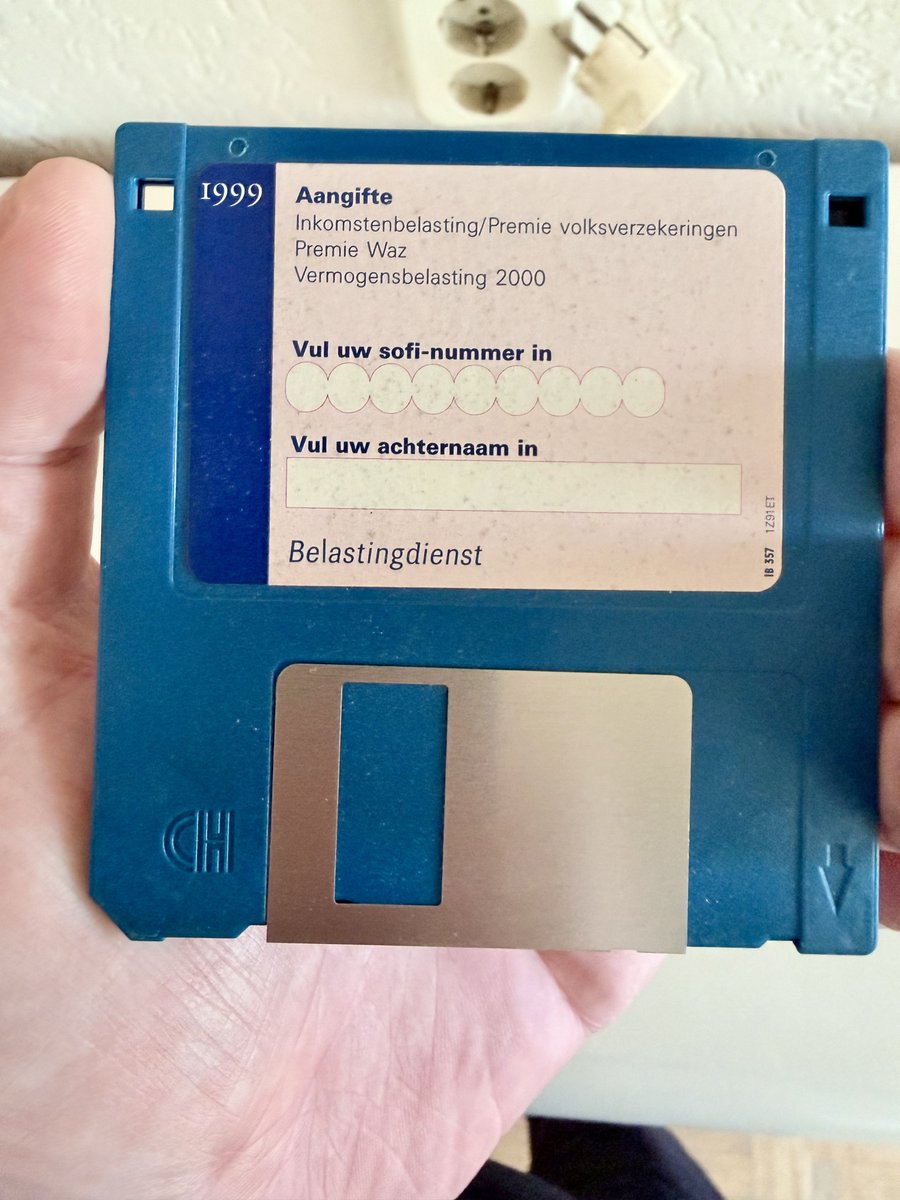 1999
Aangifte
Inkomstenbelasting/Premie volksverzekeringen
Premie Waz
Vermogensbelasting 2000
Vul uw sofi-nummer in
Vul uw achternaam in
Belastingdienst
IB 357 1Z91ET
CH